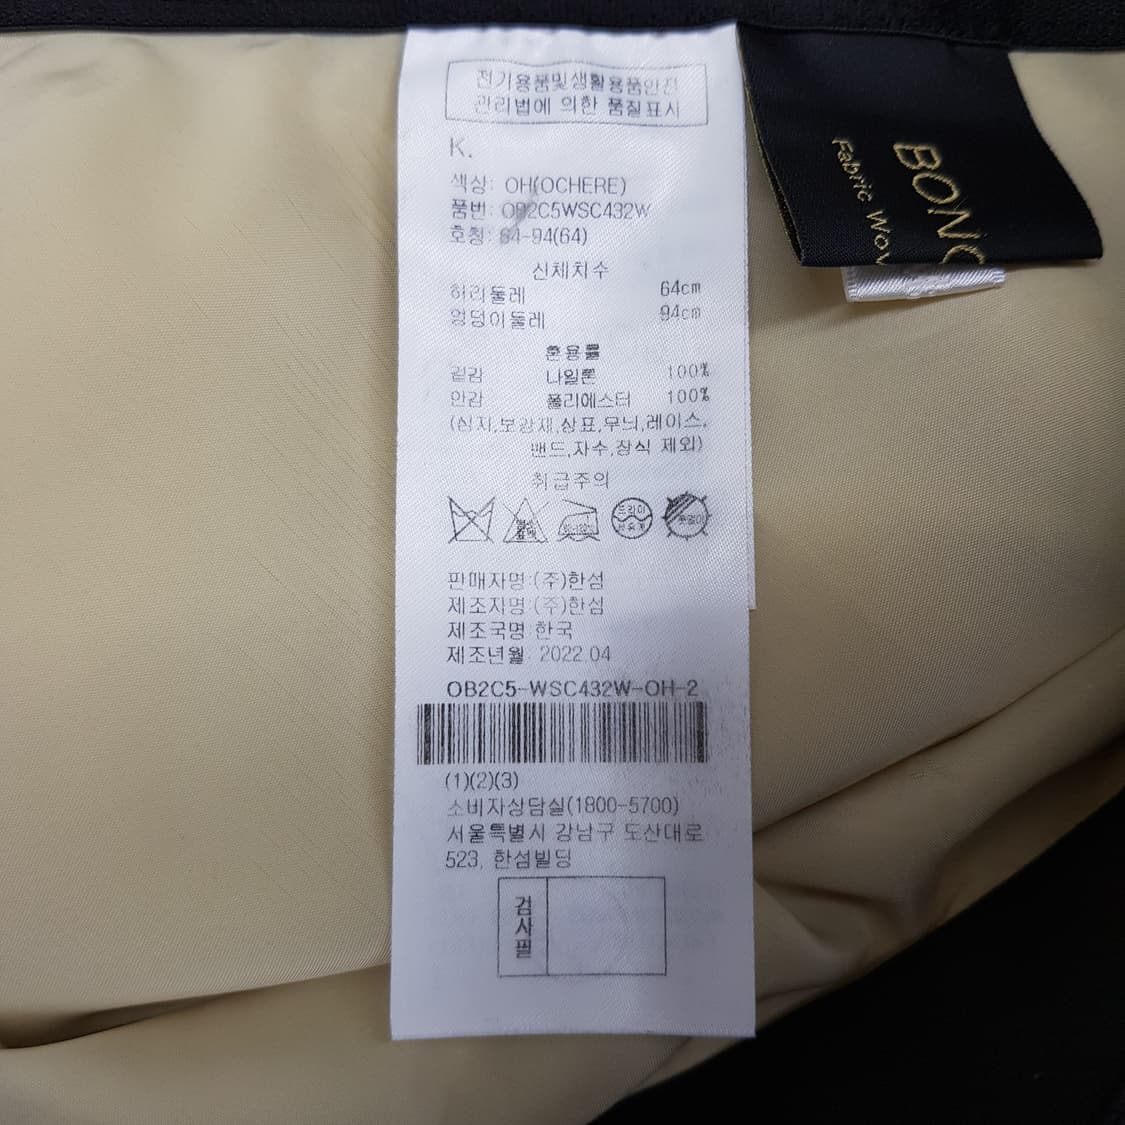 전기용품및생활용품안전
관리법에 의한 품질표시
K.
색상: OH(OCHERE)
품번: OB2C5WSC432W
호칭: 64-94(64)
신체치수
허리둘레 64cm
엉덩이둘레 94cm
혼용률
겉감 나일론 100%
안감 폴리에스터 100%
(심지,보강재,상표,무늬,레이스,
밴드,자수,장식 제외)
취급주의
드라이
판매자명:(주)한섬
제조자명:(주)한섬
제조국명:한국
제조년월: 2022.04
OB2C5-WSC432W-OH-2
(1)(2)(3)
소비자상담실(1800-5700)
서울특별시 강남구 도산대로
523, 한섬빌딩
검사필
BONG
Fabric Wov